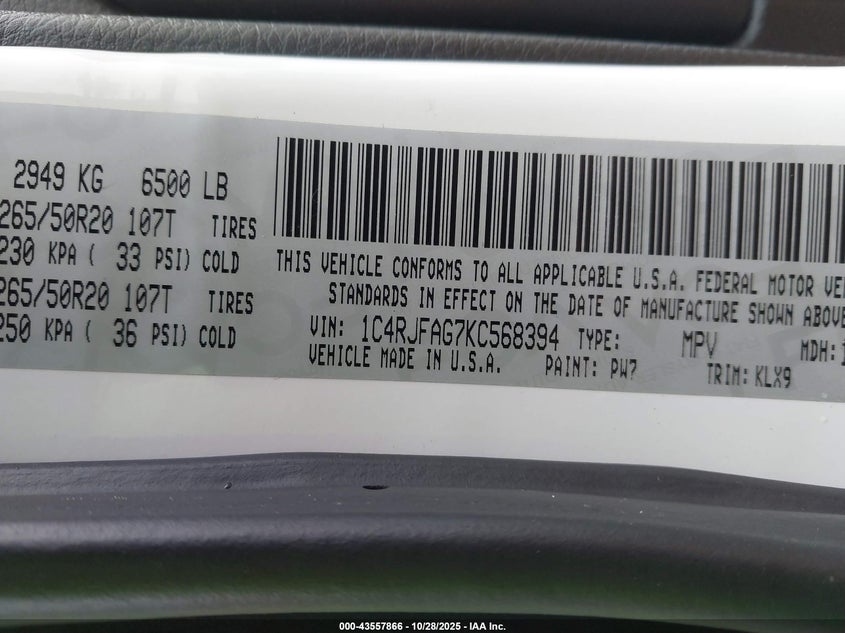 2949 KG 6500 LB
265/50R20 107T TIRES
230 KPA ( 33 PSI) COLD
265/50R20 107T TIRES
250 KPA ( 36 PSI) COLD
THIS VEHICLE CONFORMS TO ALL APPLICABLE U.S.A. FEDERAL MOTOR VE
STANDARDS IN EFFECT ON THE DATE OF MANUFACTURE SHOWN ABOVE
VIN: 1C4RJFAG7KC568394 TYPE: MPV MDH: 1
VEHICLE MADE IN U.S.A. PAINT: PW7 TRIM: KLX9
000-43557866 - 10/28/2025 - IAA Inc.